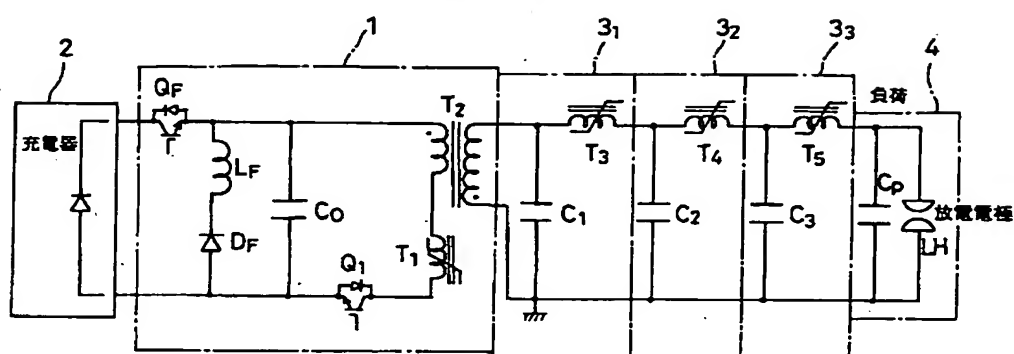 1
2
3₁
3₂
3₃
4
充電器
Q_F
L_F
D_F
C_O
Q₁
T₁
T₂
C₁
T₃
C₂
T₄
C₃
T₅
負荷
C_P
放電電極
LH